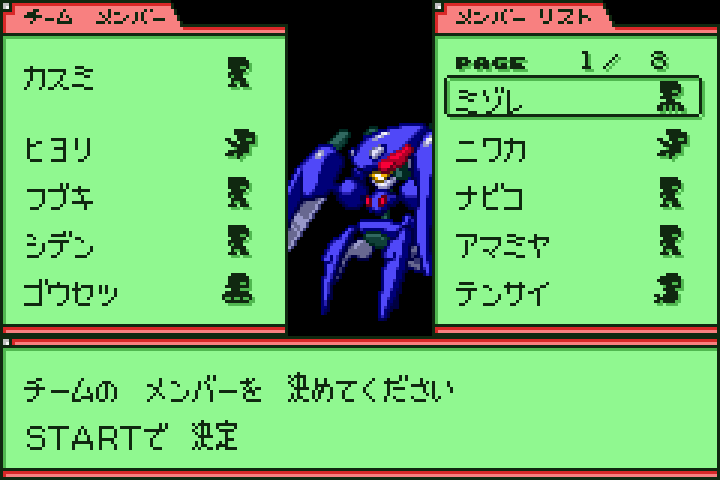 チーム メンバー
カスミ
ヒヨリ
フブキ
シデン
ゴウセツ
メンバー リスト
PAGE 1/ 8
ミゾレ
ニワカ
ナビコ
アマミヤ
テンサイ
チームの メンバーを 決めてください
STARTで 決定